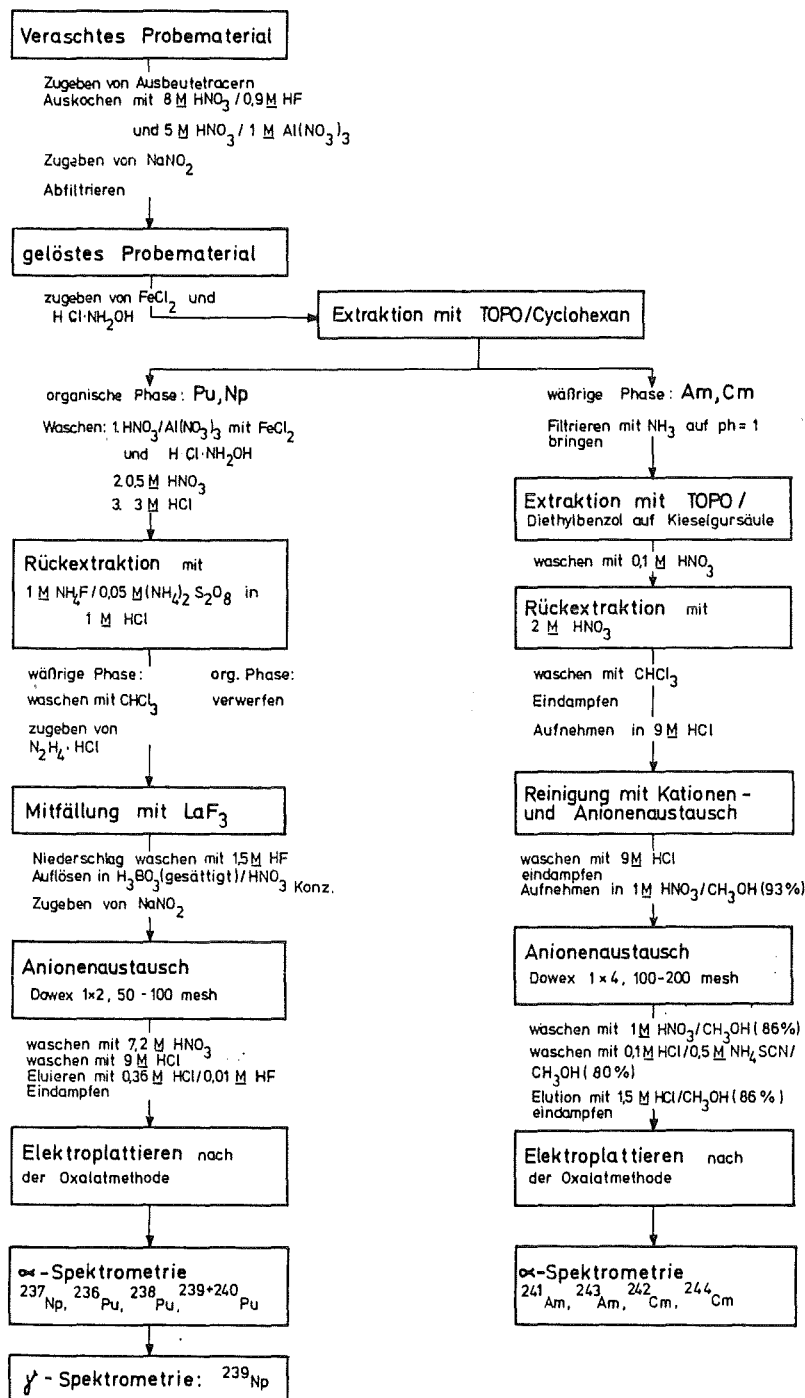 Veraschtes Probematerial
Zugeben von Ausbeutetracern
Auskochen mit 8 M HNO3/0,9 M HF
und 5 M HNO3/ 1 M Al(NO3)3
Zugeben von NaNO2
Abfiltrieren
gelöstes Probematerial
zugeben von FeCl2 und
H Cl·NH2OH
Extraktion mit TOPO/Cyclohexan
organische Phase: Pu,Np
Waschen: 1. HNO3/Al(NO3)3 mit FeCl2
und H Cl·NH2OH
2. 0,5 M HNO3
3. 3 M HCl
Rückextraktion mit
1 M NH4F/0,05 M (NH4)2 S2O8 in
1 M HCl
wäßrige Phase: org. Phase:
waschen mit CHCl3 verwerfen
zugeben von
N2H4·HCl
Mitfällung mit LaF3
Niederschlag waschen mit 1,5 M HF
Auflösen in H3BO3(gesättigt)/HNO3 Konz.
Zugeben von NaNO2
Anionenaustausch
Dowex 1×2, 50 - 100 mesh
waschen mit 7,2 M HNO3
waschen mit 9 M HCl
Eluieren mit 0,36 M HCl/0,01 M HF
Eindampfen
Elektroplattieren nach
der Oxalatmethode
α-Spektrometrie
237Np, 236Pu, 238Pu, 239+240Pu
γ - Spektrometrie: 239Np
wäßrige Phase: Am,Cm
Filtrieren mit NH3 auf ph= 1
bringen
Extraktion mit TOPO/
Diethylbenzol auf Kieselgursäule
waschen mit 0,1 M HNO3
Rückextraktion mit
2 M HNO3
waschen mit CHCl3
Eindampfen
Aufnehmen in 9 M HCl
Reinigung mit Kationen-
und Anionenaustausch
waschen mit 9M HCl
eindampfen
Aufnehmen in 1M HNO3/CH3OH(93%)
Anionenaustausch
Dowex 1×4, 100-200 mesh
waschen mit 1M HNO3/CH3OH(86%)
waschen mit 0,1M HCl/0,5 M NH4SCN/
CH3OH(80%)
Elution mit 1,5 M HCl/CH3OH(86%)
eindampfen
Elektroplattieren nach
der Oxalatmethode
α-Spektrometrie
241Am, 243Am, 242Cm, 244Cm